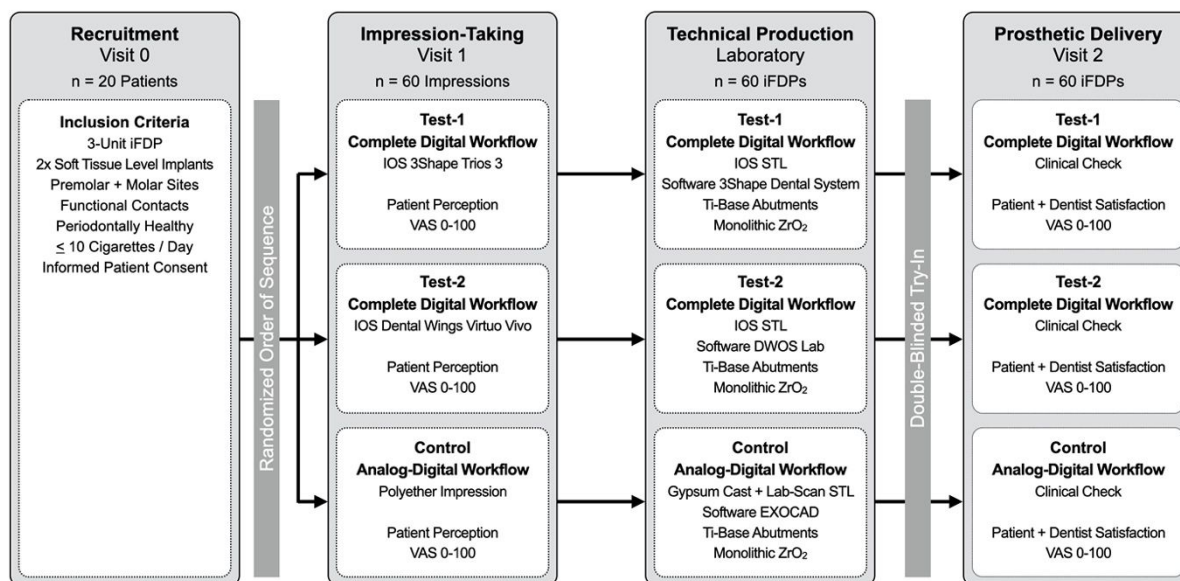 Recruitment
Visit 0
n = 20 Patients
Inclusion Criteria
3-Unit iFDP
2x Soft Tissue Level Implants
Premolar + Molar Sites
Functional Contacts
Periodontally Healthy
≤ 10 Cigarettes / Day
Informed Patient Consent
Randomized Order of Sequence
Impression-Taking
Visit 1
n = 60 Impressions
Test-1
Complete Digital Workflow
IOS 3Shape Trios 3
Patient Perception
VAS 0-100
Test-2
Complete Digital Workflow
IOS Dental Wings Virtuo Vivo
Patient Perception
VAS 0-100
Control
Analog-Digital Workflow
Polyether Impression
Patient Perception
VAS 0-100
Technical Production
Laboratory
n = 60 iFDPs
Test-1
Complete Digital Workflow
IOS STL
Software 3Shape Dental System
Ti-Base Abutments
Monolithic ZrO₂
Test-2
Complete Digital Workflow
IOS STL
Software DWOS Lab
Ti-Base Abutments
Monolithic ZrO₂
Control
Analog-Digital Workflow
Gypsum Cast + Lab-Scan STL
Software EXOCAD
Ti-Base Abutments
Monolithic ZrO₂
Double-Blinded Try-In
Prosthetic Delivery
Visit 2
n = 60 iFDPs
Test-1
Complete Digital Workflow
Clinical Check
Patient + Dentist Satisfaction
VAS 0-100
Test-2
Complete Digital Workflow
Clinical Check
Patient + Dentist Satisfaction
VAS 0-100
Control
Analog-Digital Workflow
Clinical Check
Patient + Dentist Satisfaction
VAS 0-100